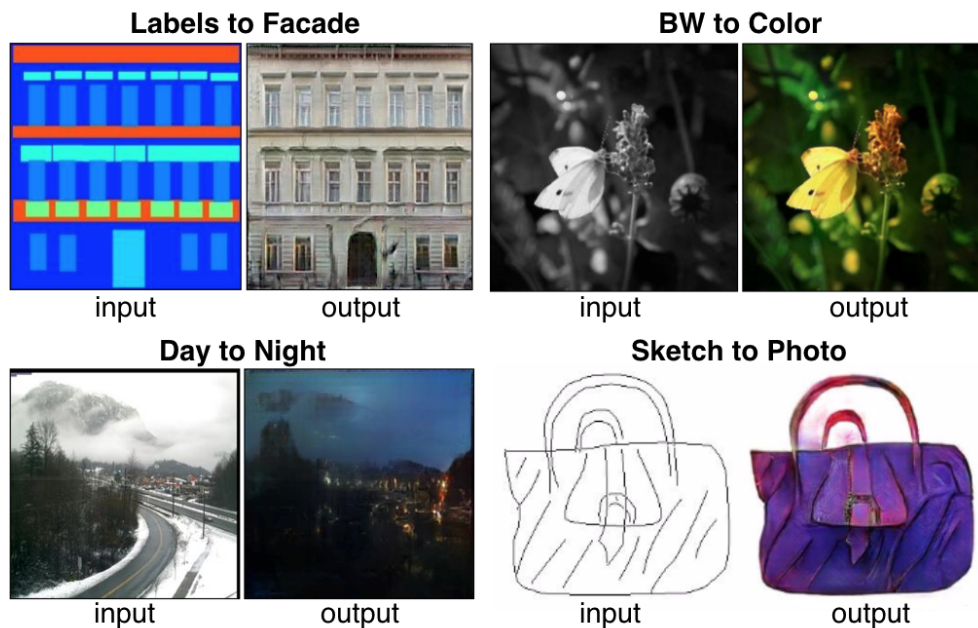 Labels to Facade
BW to Color
input
output
input
output
Day to Night
Sketch to Photo
input
output
input
output